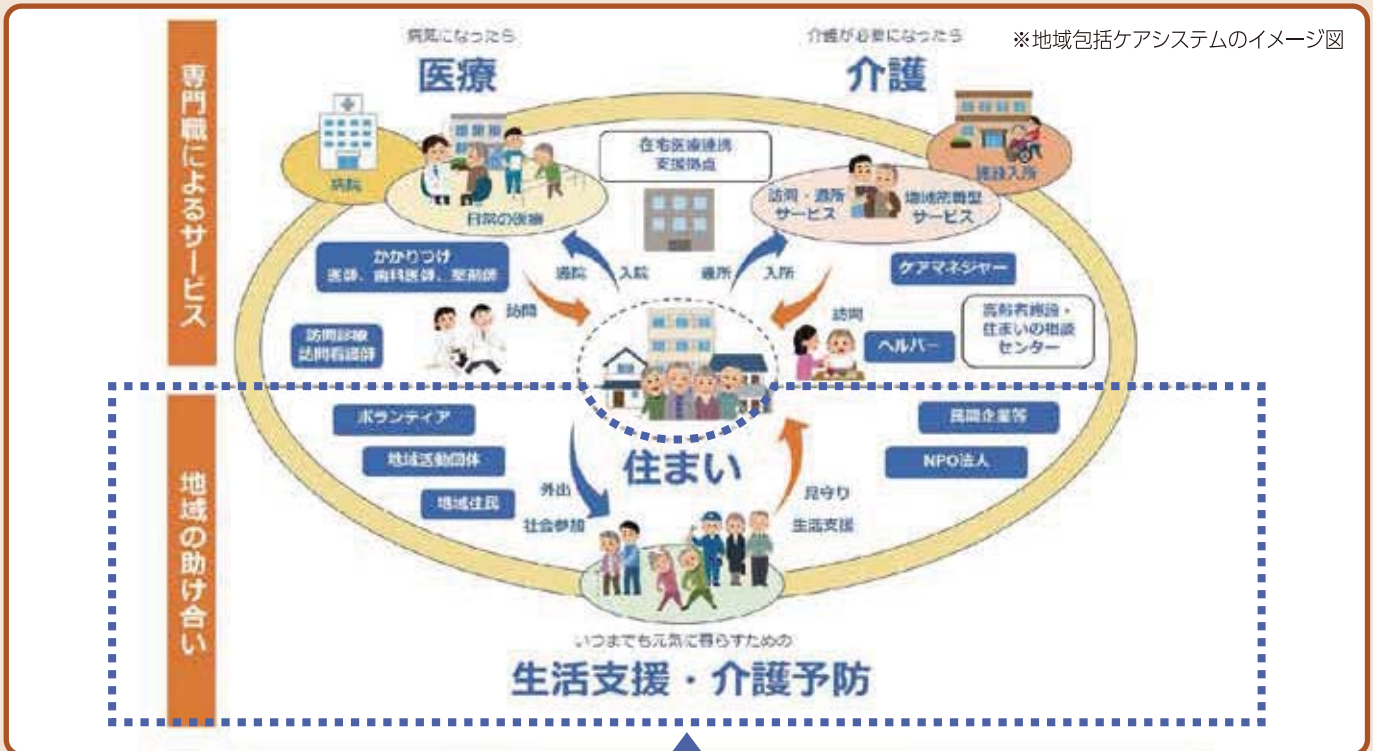 ※地域包括ケアシステムのイメージ図
専門職によるサービス
病気になったら
医療
介護が必要になったら
介護
病院
日常の医療
在宅医療連携
支援拠点
訪問・通所
サービス
地域密着型
サービス
施設入所
かかりつけ
医師、歯科医師、薬剤師
通院
入院
通所
入所
ケアマネジャー
訪問
訪問診療
訪問看護師
訪問
ヘルパー
高齢者施設・
住まいの相談
センター
地域の助け合い
ボランティア
地域活動団体
地域住民
住まい
民間企業等
NPO法人
外出
社会参加
見守り
生活支援
いつまでも元気に暮らすための
生活支援・介護予防